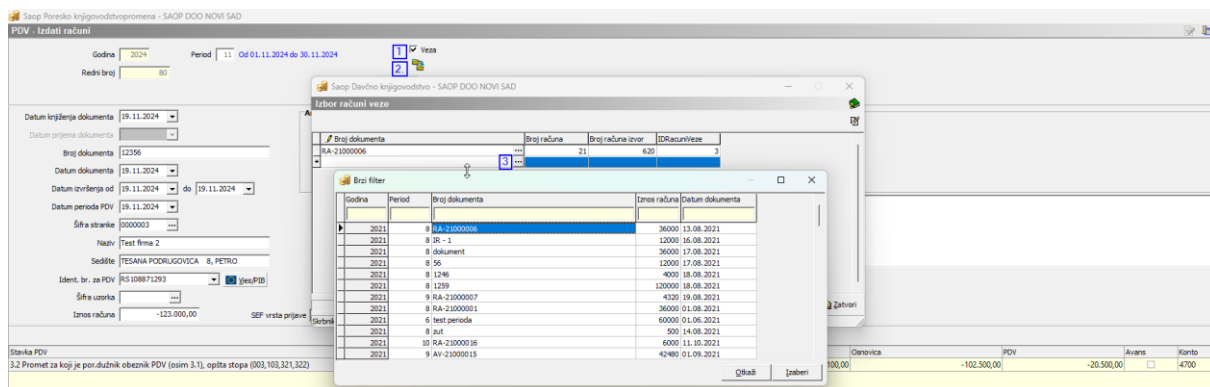 Saop Poresko knjigovodstvopromena - SAOP DOO NOVI SAD
PDV - Izdati računi
Godina 2024 Period 11 Od 01.11.2024 do 30.11.2024
1 Veza
Redni broj 80
2.
Saop Davčno knjigovodstvo - SAOP DOO NOVI SAD
Izbor računi veze
Datum knjiženja dokumenta 19.11.2024
Datum prijema dokumenta
Broj dokumenta 12356
Datum dokumenta 19.11.2024
Datum izvršenja od 19.11.2024 do 19.11.2024
Datum perioda PDV 19.11.2024
Šifra stranke 0000003 ...
Naziv Test firma 2
Sedište TESANA PODRUGOVICA 8, PETRO
Ident. br. za PDV RS108871293 Vies/PIB
Šifra uzorka ...
Iznos računa -123.000,00 SEF vrsta prijave
Broj dokumenta Broj računa Broj računa izvor IDRacuniVeze
RA-21000006 ... 21 620 3
3 ...
Brzi filter
Godina Period Broj dokumenta Iznos računa Datum dokumenta
2021 8 RA-21000006 36000 13.08.2021
2021 8 IR - 1 12000 16.08.2021
2021 8 dokument 36000 17.08.2021
2021 8 56 12000 17.08.2021
2021 8 1246 4000 18.08.2021
2021 8 1259 120000 18.08.2021
2021 9 RA-21000007 4320 19.08.2021
2021 8 RA-21000001 36000 01.08.2021
2021 6 test perioda 60000 01.06.2021
2021 8 zut 500 14.08.2021
2021 10 RA-21000016 6000 11.10.2021
2021 9 AV-21000015 42480 01.09.2021
Otkaži Izaberi
Zatvori
Skrbnik
Stavka PDV Osnovica PDV Avans Konto
3.2 Promet za koji je por.dužnik obeznik PDV (osim 3.1), opšta stopa (003,103,321,322) 100,00 -102.500,00 -20.500,00 4700